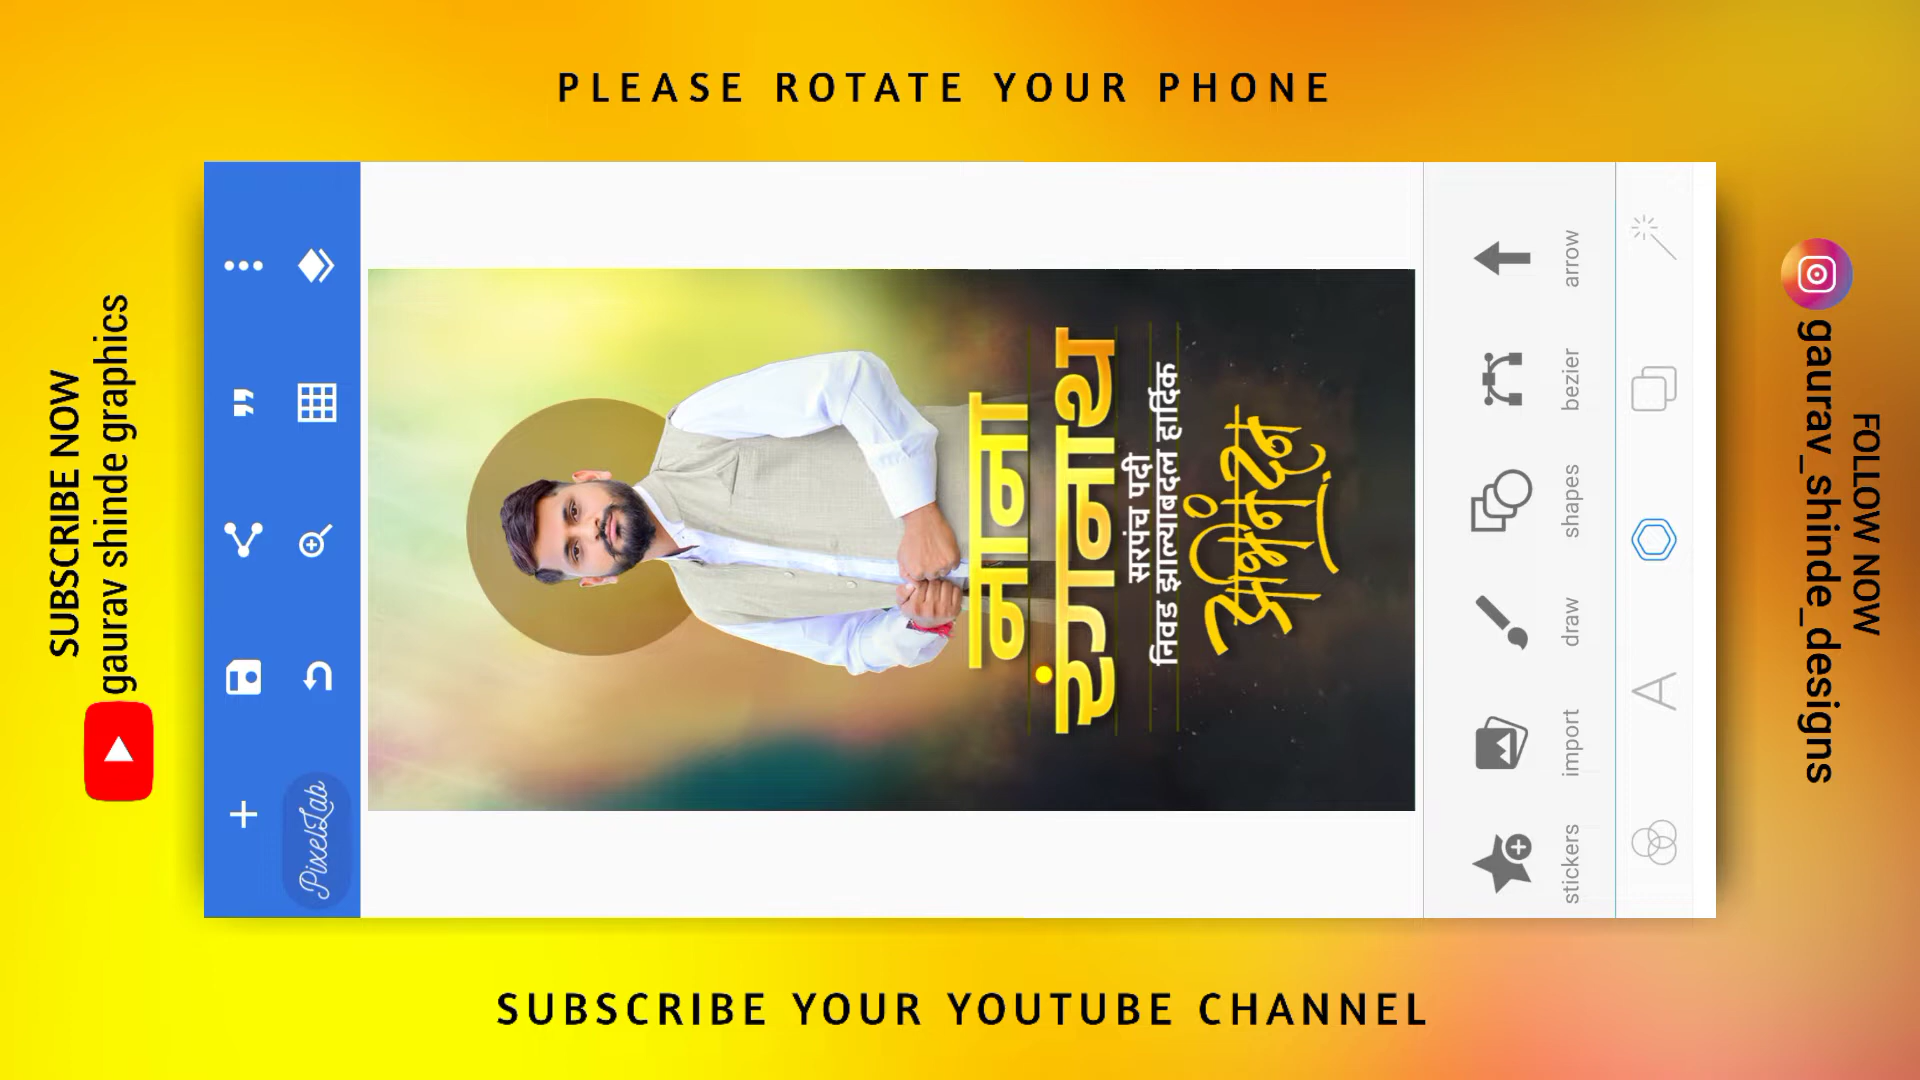 PLEASE ROTATE YOUR PHONE
SUBSCRIBE NOW
gaurav shinde graphics
PixelLab
नाना
रंगनाथ
सरपंच पदी
निवड झाल्याबद्दल हार्दिक
अभिनंदन
arrow
bezier
shapes
draw
import
stickers
A
gaurav_shinde_designs
FOLLOW NOW
SUBSCRIBE YOUR YOUTUBE CHANNEL